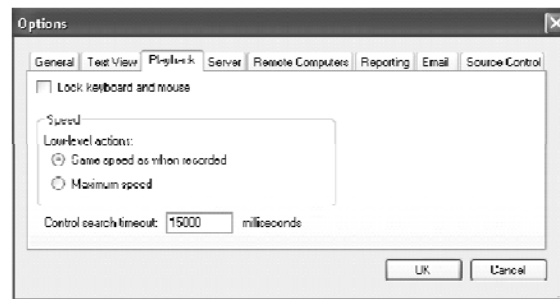 Options
General Text View Playback Server Remote Computers Reporting Email Source Control
Lock keyboard and mouse
Speed
Low-level actions:
Same speed as when recorded
Maximum speed
Control search timeout: 15000 milliseconds
OK Cancel